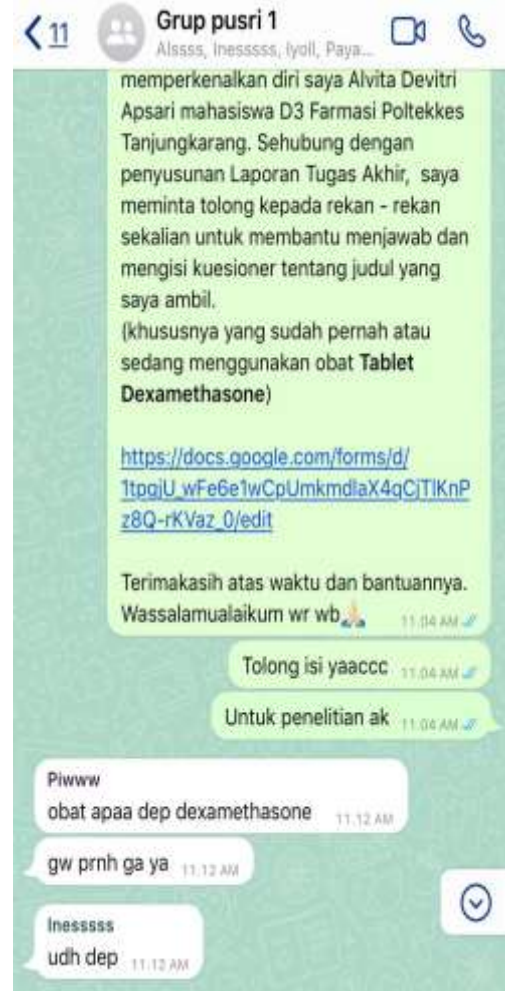 11
Grup pusri 1
Alssss, Inesssss, Iyoll, Paya...
memperkenalkan diri saya Alvita Devitri
Apsari mahasiswa D3 Farmasi Poltekkes
Tanjungkarang. Sehubung dengan
penyusunan Laporan Tugas Akhir, saya
meminta tolong kepada rekan - rekan
sekalian untuk membantu menjawab dan
mengisi kuesioner tentang judul yang
saya ambil.
(khususnya yang sudah pernah atau
sedang menggunakan obat Tablet
Dexamethasone)
https://docs.google.com/forms/d/
1tpgjU_wFe6e1wCpUmkmdlaX4qCjTlKnP
z8Q-rKVaz_0/edit
Terimakasih atas waktu dan bantuannya.
Wassalamualaikum wr wb🙏🏻 11.04 AM
Tolong isi yaaccc 11.04 AM
Untuk penelitian ak 11.04 AM
Piwww
obat apaa dep dexamethasone 11.12 AM
gw prnh ga ya 11.12 AM
Inesssss
udh dep 11.12 AM